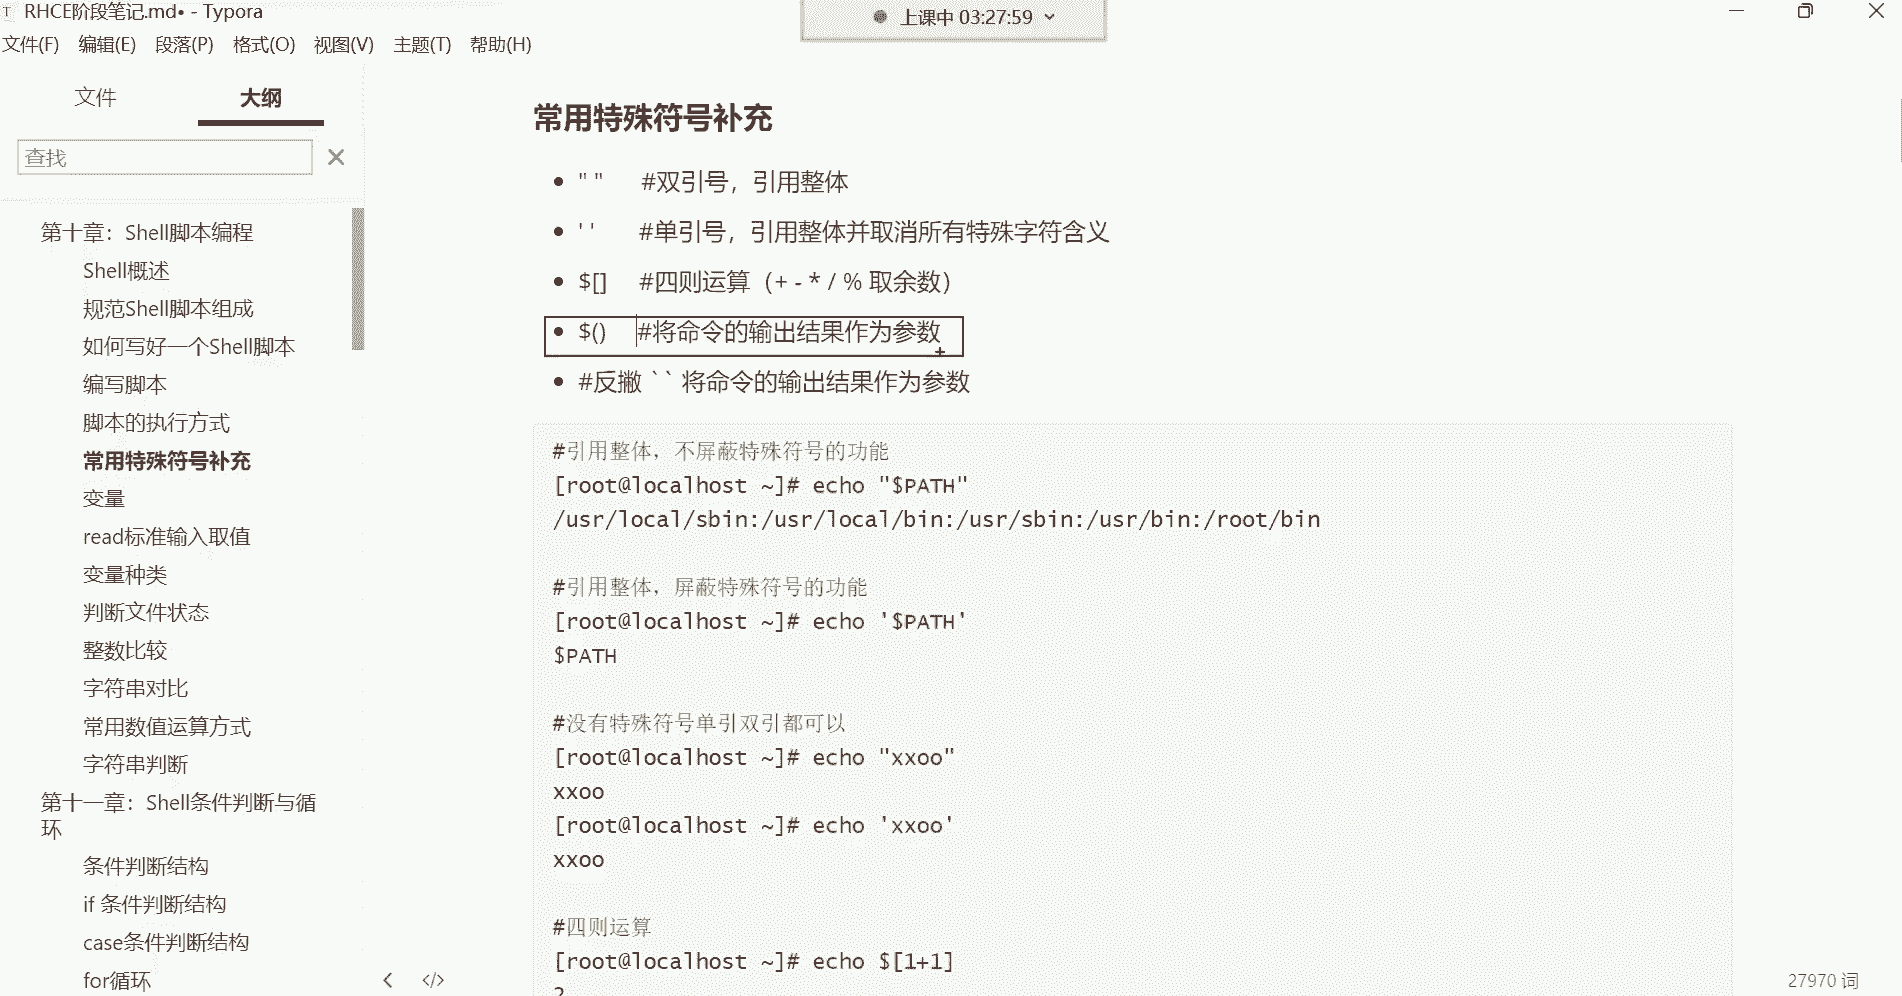 RHCE阶段笔记.md• - Typora
上课中 03:27:59
文件(F) 编辑(E) 段落(P) 格式(O) 视图(V) 主题(T) 帮助(H)
文件 大纲
查找
第十章：Shell脚本编程
Shell概述
规范Shell脚本组成
如何写好一个Shell脚本
编写脚本
脚本的执行方式
常用特殊符号补充
变量
read标准输入取值
变量种类
判断文件状态
整数比较
字符串对比
常用数值运算方式
字符串判断
第十一章：Shell条件判断与循
环
条件判断结构
if 条件判断结构
case条件判断结构
for循环
常用特殊符号补充
• " " #双引号，引用整体
• ' ' #单引号，引用整体并取消所有特殊字符含义
• $[] #四则运算（+ - * / % 取余数）
• $() #将命令的输出结果作为参数
• #反撇 ` ` 将命令的输出结果作为参数
#引用整体，不屏蔽特殊符号的功能
[root@localhost ~]# echo "$PATH"
/usr/local/sbin:/usr/local/bin:/usr/sbin:/usr/bin:/root/bin
#引用整体，屏蔽特殊符号的功能
[root@localhost ~]# echo '$PATH'
$PATH
#没有特殊符号单引双引都可以
[root@localhost ~]# echo "xxoo"
xxoo
[root@localhost ~]# echo 'xxoo'
xxoo
#四则运算
[root@localhost ~]# echo $[1+1]
2
27970 词